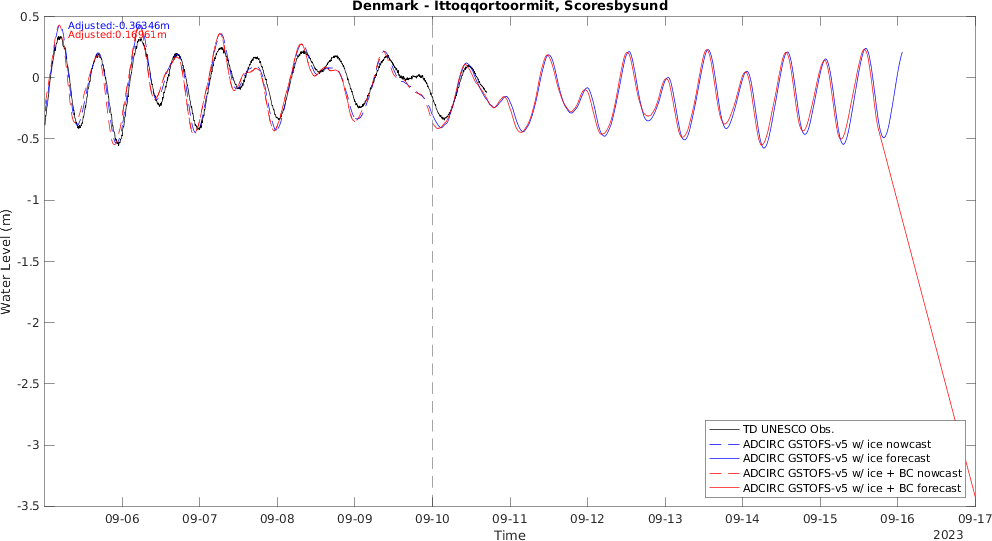 Denmark - Ittoqqortoormiit, Scoresbysund
Adjusted:-0.36346m
Adjusted:0.16961m
Water Level (m)
0.5
0
-0.5
-1
-1.5
-2
-2.5
-3
-3.5
TD UNESCO Obs.
ADCIRC GSTOFS-v5 w/ ice nowcast
ADCIRC GSTOFS-v5 w/ ice forecast
ADCIRC GSTOFS-v5 w/ ice + BC nowcast
ADCIRC GSTOFS-v5 w/ ice + BC forecast
09-06 09-07 09-08 09-09 09-10 09-11 09-12 09-13 09-14 09-15 09-16 09-17
Time
2023